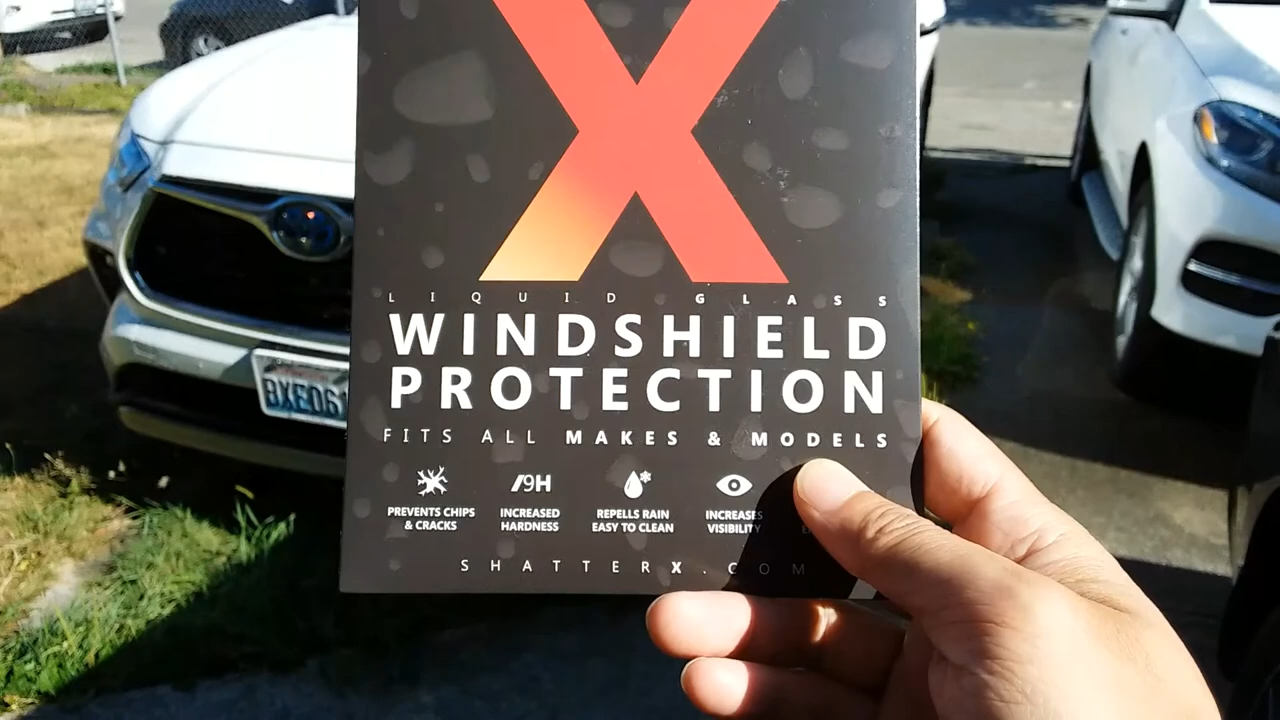 X
LIQUID GLASS
WINDSHIELD
PROTECTION
FITS ALL MAKES & MODELS
/9H
PREVENTS CHIPS
& CRACKS
INCREASED
HARDNESS
REPELLS RAIN
EASY TO CLEAN
INCREASES
VISIBILITY
SHATTERX.COM
BXE061